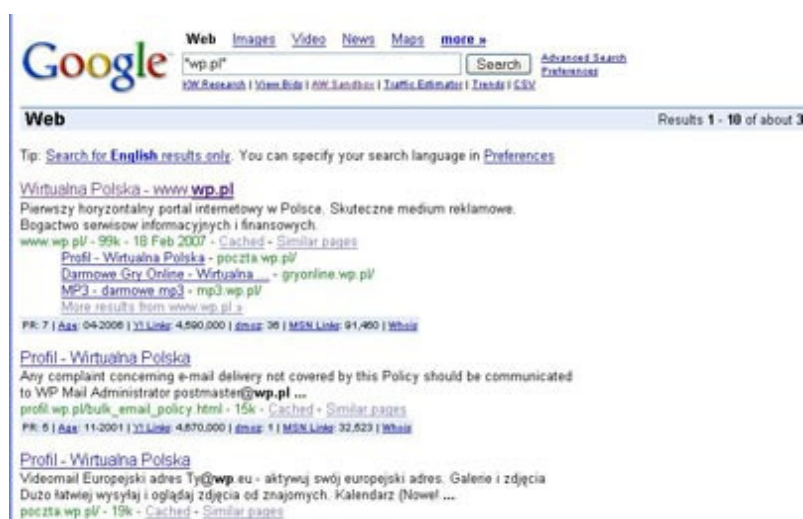 Google
Web Images Video News Maps more »
"wp.pl" Search Advanced Search
Preferences
KW Research | View Bids | AW Sandbox | Traffic Estimator | Trends | CSV
Web Results 1 - 10 of about 3
Tip: Search for English results only. You can specify your search language in Preferences
Wirtualna Polska - www wp.pl
Pierwszy horyzontalny portal internetowy w Polsce. Skuteczne medium reklamowe.
Bogactwo serwisow informacyjnych i finansowych.
www.wp.pl/ - 99k - 18 Feb 2007 - Cached - Similar pages
Profil - Wirtualna Polska - poczta.wp.pl/
Darmowe Gry Online - Wirtualna ... - gryonline.wp.pl/
MP3 - darmowe mp3 - mp3.wp.pl/
More results from www.wp.pl »
PR: 7 | Age: 04-2006 | Y! Links: 4,590,000 | dmoz: 36 | MSN Links: 91,460 | Whois
Profil - Wirtualna Polska
Any complaint concerning e-mail delivery not covered by this Policy should be communicated
to WP Mail Administrator postmaster@wp.pl ...
profil.wp.pl/bulk_email_policy.html - 15k - Cached - Similar pages
PR: 5 | Age: 11-2001 | Y! Links: 4,670,000 | dmoz: 1 | MSN Links: 32,523 | Whois
Profil - Wirtualna Polska
Videomail Europejski adres Ty@wp.eu - aktywuj swój europejski adres. Galerie i zdjęcia
Dużo łatwiej wysyłaj i oglądaj zdjęcia od znajomych. Kalendarz (Nowe! ...
poczta.wp.pl/ - 19k - Cached - Similar pages